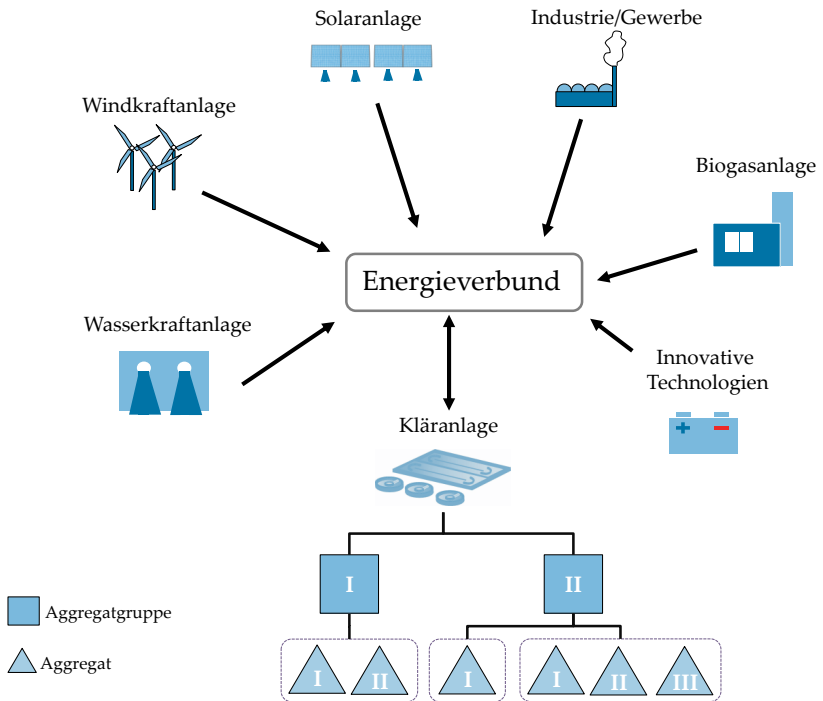 Solaranlage
Industrie/Gewerbe
Windkraftanlage
Biogasanlage
Energieverbund
Wasserkraftanlage
Innovative
Technologien
Kläranlage
I
II
Aggregatgruppe
Aggregat
I
II
I
I
II
III